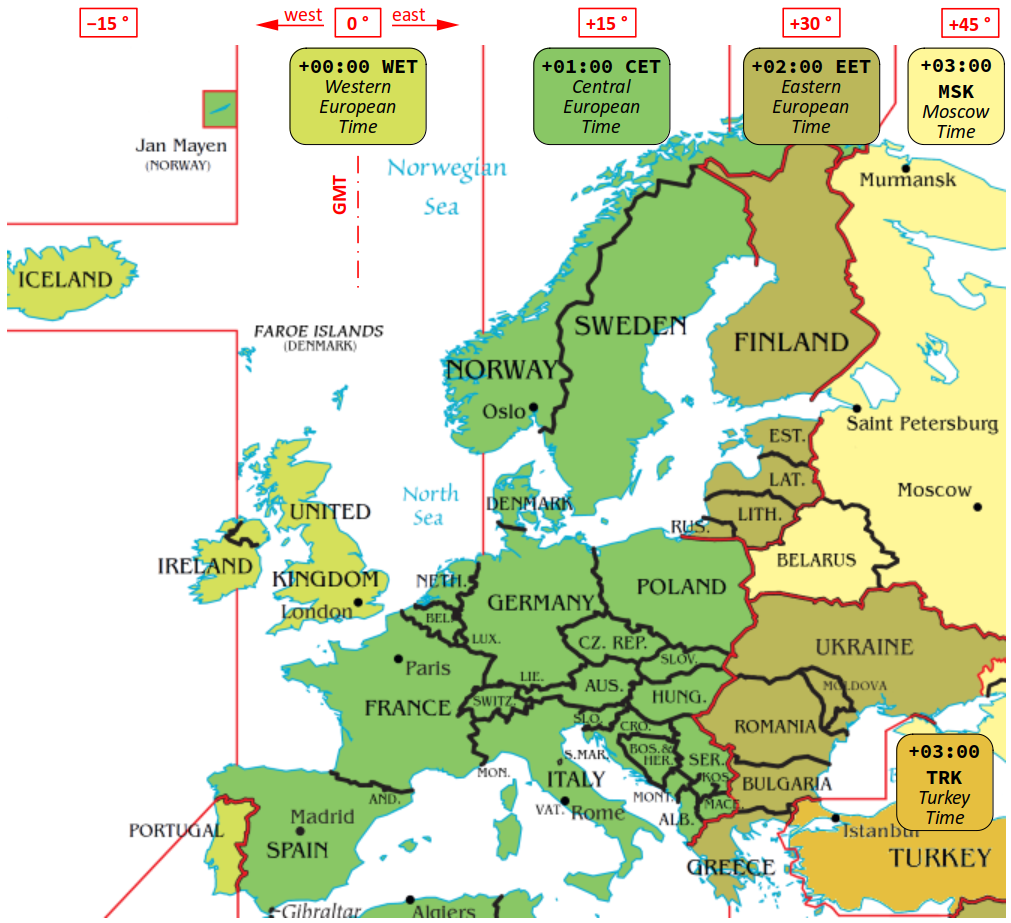 −15 °
west
0 °
east
+15 °
+30 °
+45 °
+00:00 WET
Western
European
Time
+01:00 CET
Central
European
Time
+02:00 EET
Eastern
European
Time
+03:00
MSK
Moscow
Time
Jan Mayen
(NORWAY)
GMT
Norwegian
Sea
Murmansk
ICELAND
FAROE ISLANDS
(DENMARK)
SWEDEN
FINLAND
NORWAY
Oslo
Saint Petersburg
EST.
LAT.
Moscow
North
Sea
DENMARK
LITH.
RUS.
UNITED
KINGDOM
London
IRELAND
BELARUS
NETH.
GERMANY
POLAND
BEL.
LUX.
CZ. REP.
SLOV.
UKRAINE
Paris
LIE.
AUS.
HUNG.
MOLDOVA
FRANCE
SWITZ.
SLO.
CRO.
ROMANIA
S.MAR.
BOS.&
HER.
SER.
MON.
ITALY
KOS.
BULGARIA
AND.
MONT.
MACE.
VAT.
Rome
ALB.
+03:00
TRK
Turkey
Time
Madrid
PORTUGAL
SPAIN
Istanbul
TURKEY
GREECE
Gibraltar
Algiers